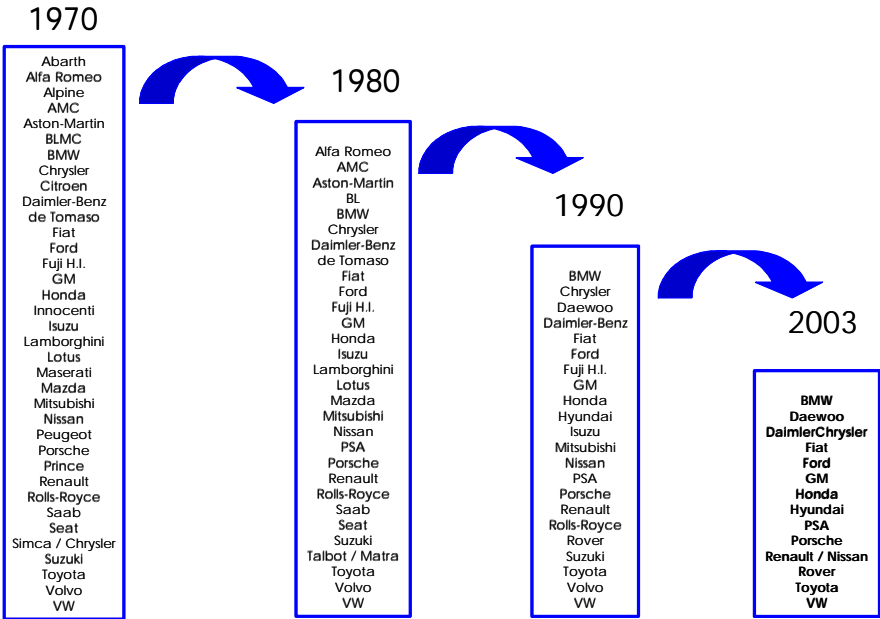 1970
Abarth
Alfa Romeo
Alpine
AMC
Aston-Martin
BLMC
BMW
Chrysler
Citroen
Daimler-Benz
de Tomaso
Fiat
Ford
Fuji H.I.
GM
Honda
Innocenti
Isuzu
Lamborghini
Lotus
Maserati
Mazda
Mitsubishi
Nissan
Peugeot
Porsche
Prince
Renault
Rolls-Royce
Saab
Seat
Simca / Chrysler
Suzuki
Toyota
Volvo
VW
1980
Alfa Romeo
AMC
Aston-Martin
BL
BMW
Chrysler
Daimler-Benz
de Tomaso
Fiat
Ford
Fuji H.I.
GM
Honda
Isuzu
Lamborghini
Lotus
Mazda
Mitsubishi
Nissan
PSA
Porsche
Renault
Rolls-Royce
Saab
Seat
Suzuki
Talbot / Matra
Toyota
Volvo
VW
1990
BMW
Chrysler
Daewoo
Daimler-Benz
Fiat
Ford
Fuji H.I.
GM
Honda
Hyundai
Isuzu
Mitsubishi
Nissan
PSA
Porsche
Renault
Rolls-Royce
Rover
Suzuki
Toyota
Volvo
VW
2003
BMW
Daewoo
DaimlerChrysler
Fiat
Ford
GM
Honda
Hyundai
PSA
Porsche
Renault / Nissan
Rover
Toyota
VW